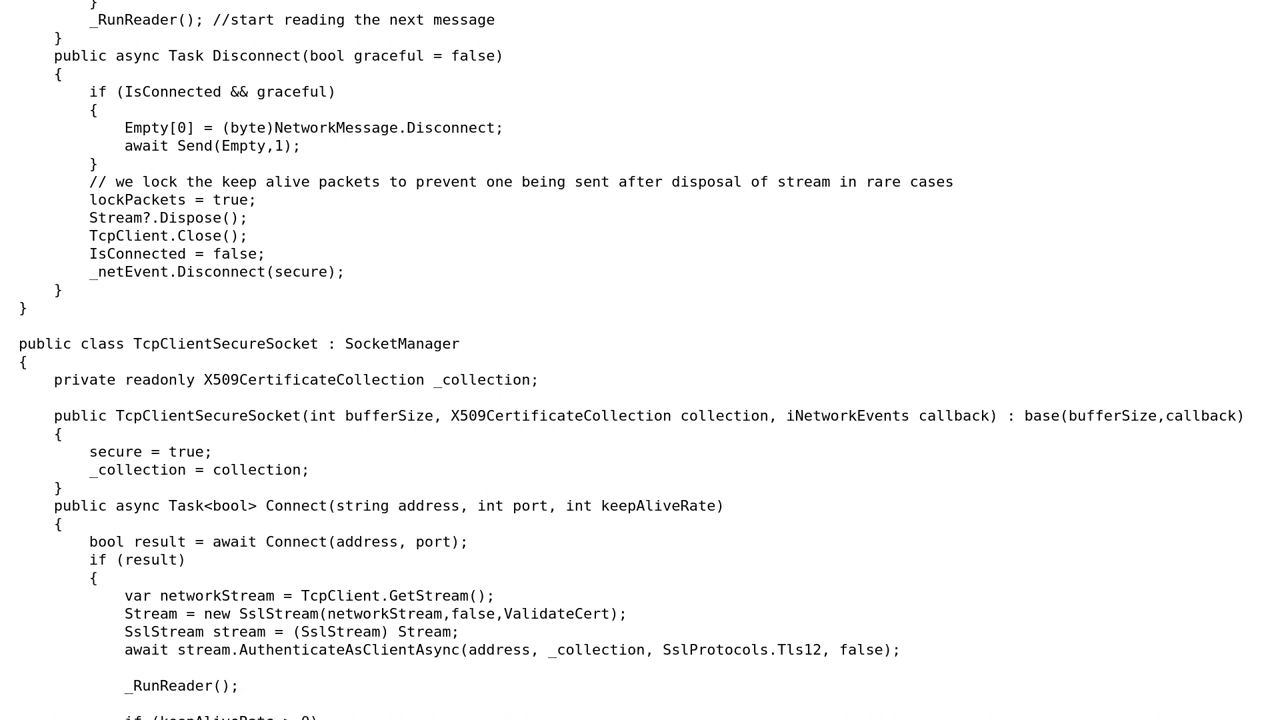 }
_RunReader(); //start reading the next message
}
public async Task Disconnect(bool graceful = false)
{
if (IsConnected && graceful)
{
Empty[0] = (byte)NetworkMessage.Disconnect;
await Send(Empty,1);
}
// we lock the keep alive packets to prevent one being sent after disposal of stream in rare cases
lockPackets = true;
Stream?.Dispose();
TcpClient.Close();
IsConnected = false;
_netEvent.Disconnect(secure);
}
}
public class TcpClientSecureSocket : SocketManager
{
private readonly X509CertificateCollection _collection;
public TcpClientSecureSocket(int bufferSize, X509CertificateCollection collection, iNetworkEvents callback) : base(bufferSize,callback)
{
secure = true;
_collection = collection;
}
public async Task<bool> Connect(string address, int port, int keepAliveRate)
{
bool result = await Connect(address, port);
if (result)
{
var networkStream = TcpClient.GetStream();
Stream = new SslStream(networkStream,false,ValidateCert);
SslStream stream = (SslStream) Stream;
await stream.AuthenticateAsClientAsync(address, _collection, SslProtocols.Tls12, false);
_RunReader();
if (keepAliveRate > 0)